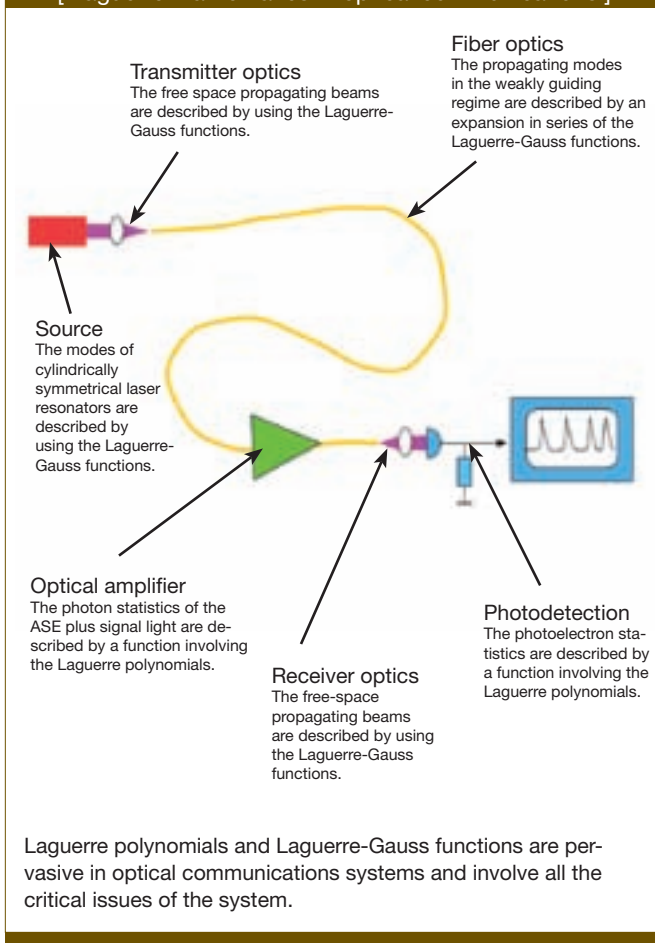 Transmitter optics
The free space propagating beams
are described by using the Laguerre-
Gauss functions.
Fiber optics
The propagating modes
in the weakly guiding
regime are described by an
expansion in series of the
Laguerre-Gauss functions.
Source
The modes of
cylindrically
symmetrical laser
resonators are
described by
using the Laguerre-
Gauss functions.
Optical amplifier
The photon statistics of the
ASE plus signal light are de-
scribed by a function involving
the Laguerre polynomials.
Receiver optics
The free-space
propagating beams
are described by using
the Laguerre-Gauss
functions.
Photodetection
The photoelectron sta-
tistics are described by
a function involving the
Laguerre polynomials.
Laguerre polynomials and Laguerre-Gauss functions are per-
vasive in optical communications systems and involve all the
critical issues of the system.